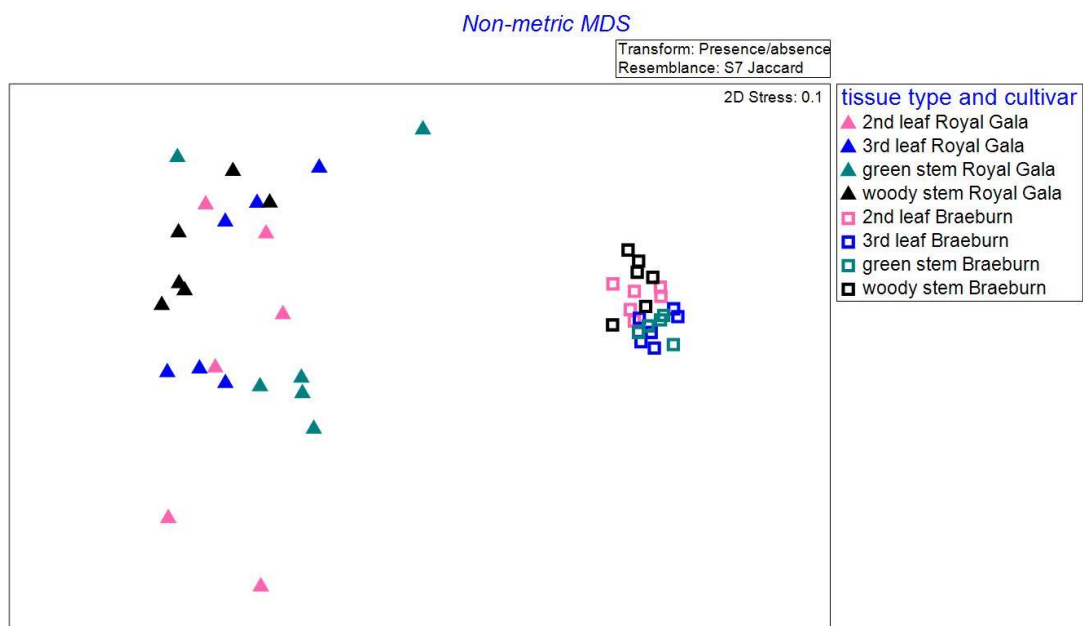 Non-metric MDS
Transform: Presence/absence
Resemblance: S7 Jaccard
2D Stress: 0.1
tissue type and cultivar
2nd leaf Royal Gala
3rd leaf Royal Gala
green stem Royal Gala
woody stem Royal Gala
2nd leaf Braeburn
3rd leaf Braeburn
green stem Braeburn
woody stem Braeburn